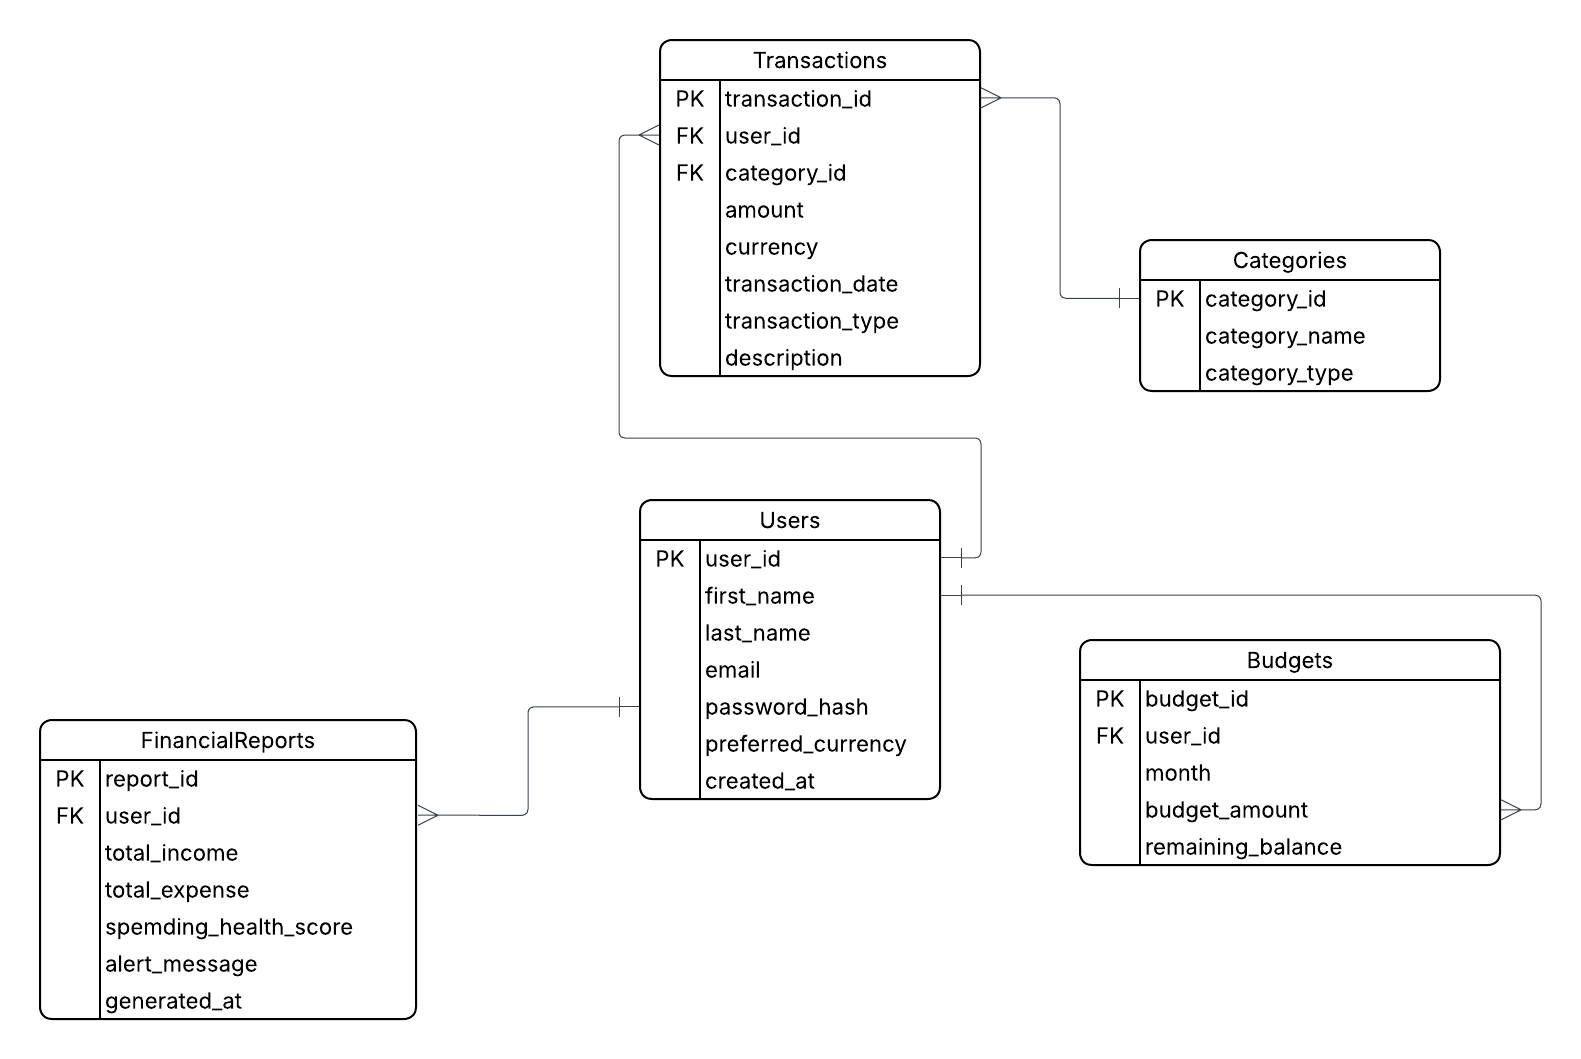 Transactions
PK transaction_id
FK user_id
FK category_id
amount
currency
transaction_date
transaction_type
description
Categories
PK category_id
category_name
category_type
Users
PK user_id
first_name
last_name
email
password_hash
preferred_currency
created_at
Budgets
PK budget_id
FK user_id
month
budget_amount
remaining_balance
FinancialReports
PK report_id
FK user_id
total_income
total_expense
spemding_health_score
alert_message
generated_at